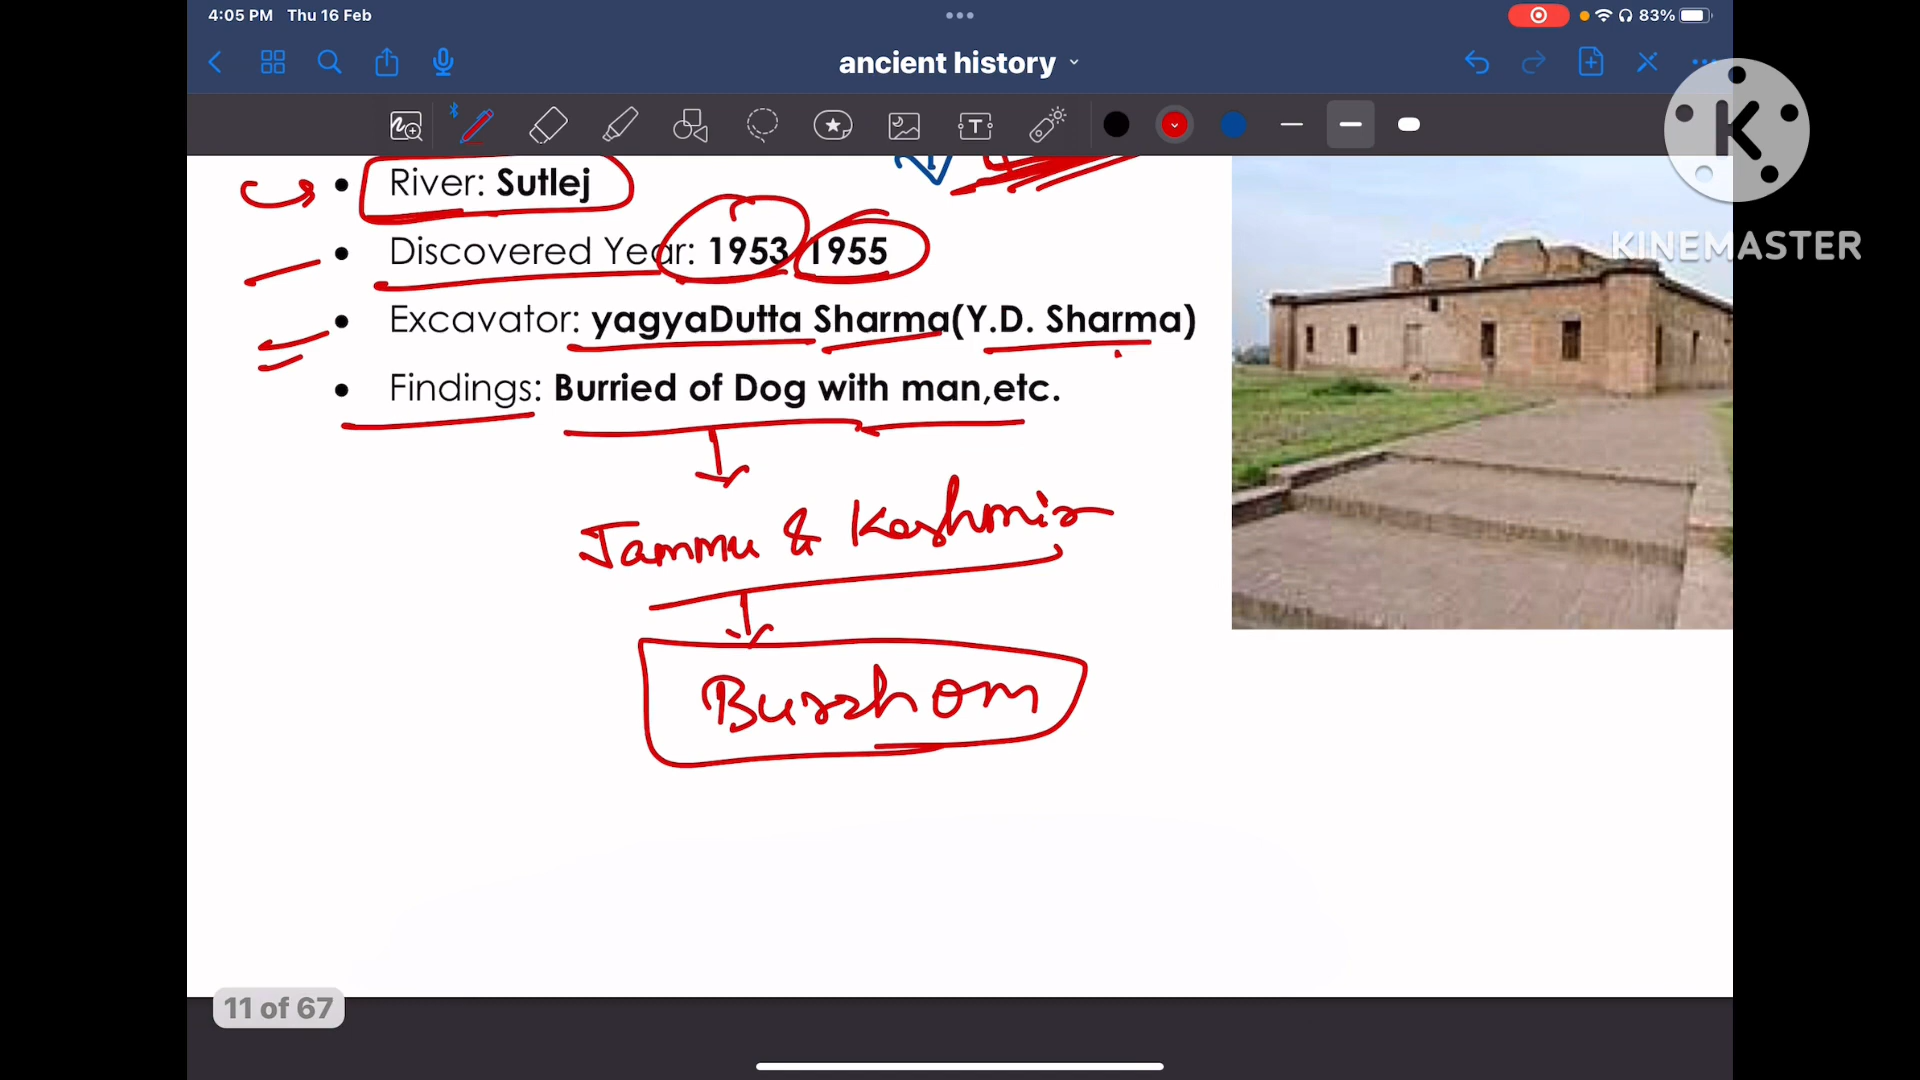 4:05 PM Thu 16 Feb
83%
ancient history
T
K
KINEMASTER
• River: Sutlej
• Discovered Year: 1953, 1955
• Excavator: yagyaDutta Sharma(Y.D. Sharma)
• Findings: Burried of Dog with man,etc.
Jammu & Kashmir
Burzhom
11 of 67